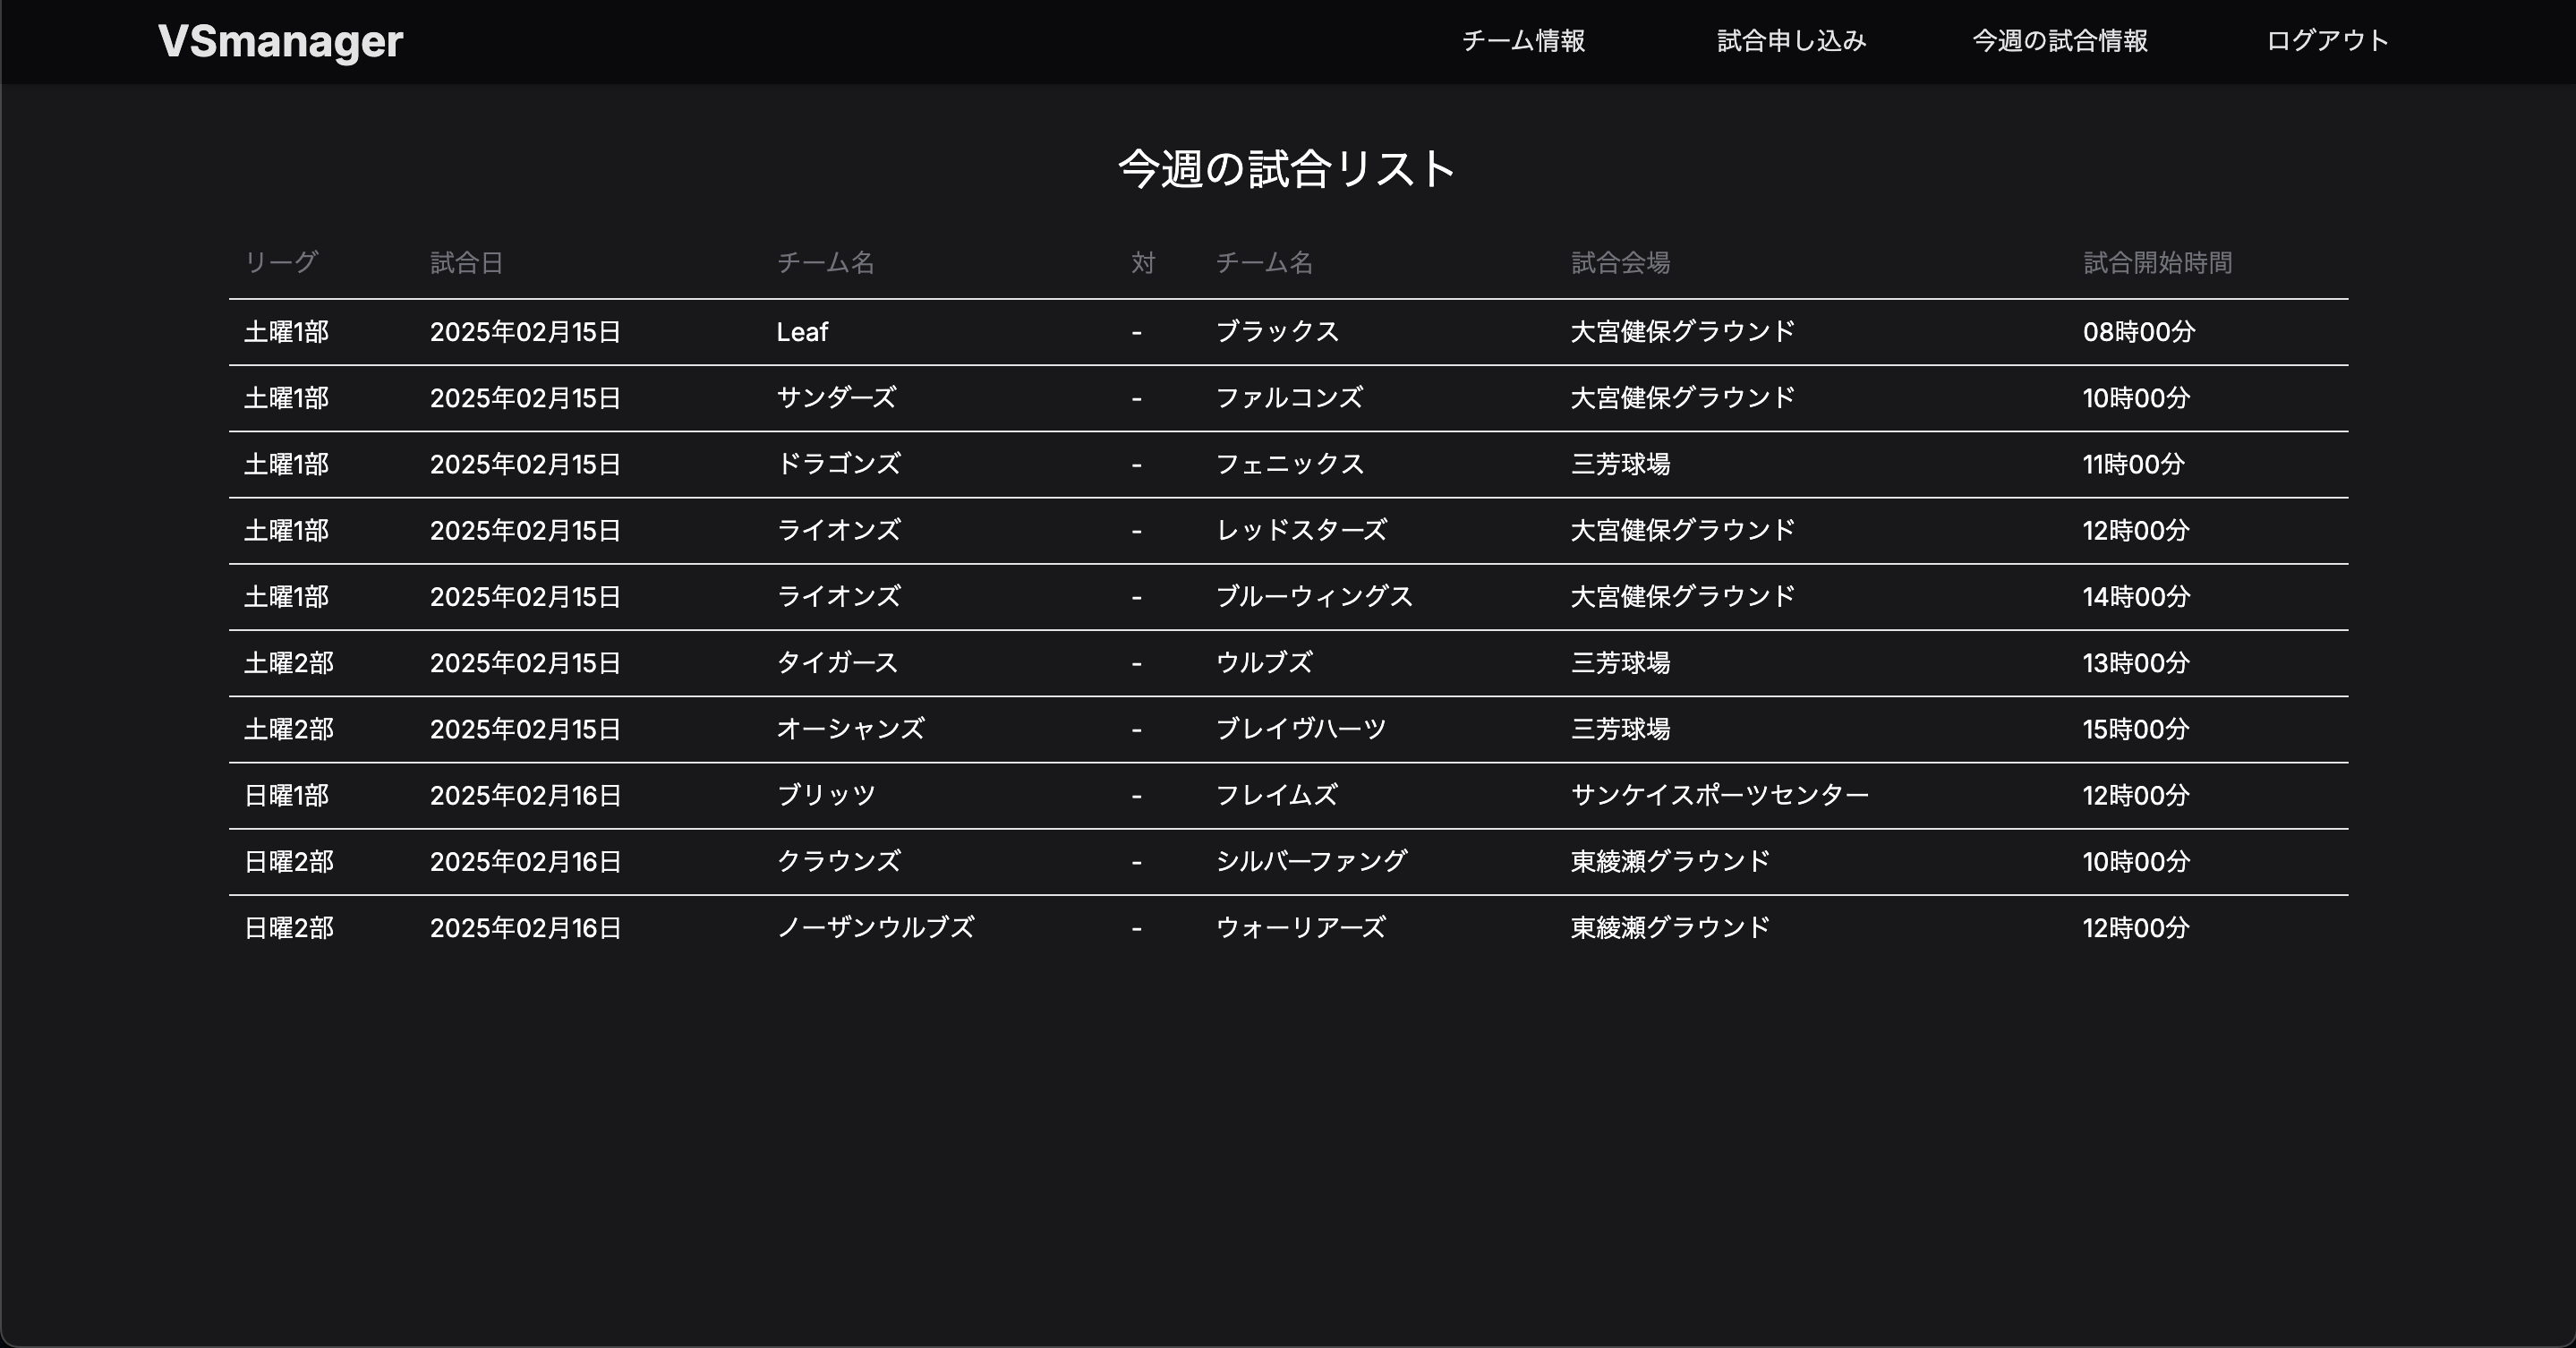 VSmanager チーム情報 試合申し込み 今週の試合情報 ログアウト
今週の試合リスト
リーグ 試合日 チーム名 対 チーム名 試合会場 試合開始時間
土曜1部 2025年02月15日 Leaf - ブラックス 大宮健保グラウンド 08時00分
土曜1部 2025年02月15日 サンダーズ - ファルコンズ 大宮健保グラウンド 10時00分
土曜1部 2025年02月15日 ドラゴンズ - フェニックス 三芳球場 11時00分
土曜1部 2025年02月15日 ライオンズ - レッドスターズ 大宮健保グラウンド 12時00分
土曜1部 2025年02月15日 ライオンズ - ブルーウィングス 大宮健保グラウンド 14時00分
土曜2部 2025年02月15日 タイガース - ウルブズ 三芳球場 13時00分
土曜2部 2025年02月15日 オーシャンズ - ブレイヴハーツ 三芳球場 15時00分
日曜1部 2025年02月16日 ブリッツ - フレイムズ サンケイスポーツセンター 12時00分
日曜2部 2025年02月16日 クラウンズ - シルバーファング 東綾瀬グラウンド 10時00分
日曜2部 2025年02月16日 ノーザンウルブズ - ウォーリアーズ 東綾瀬グラウンド 12時00分